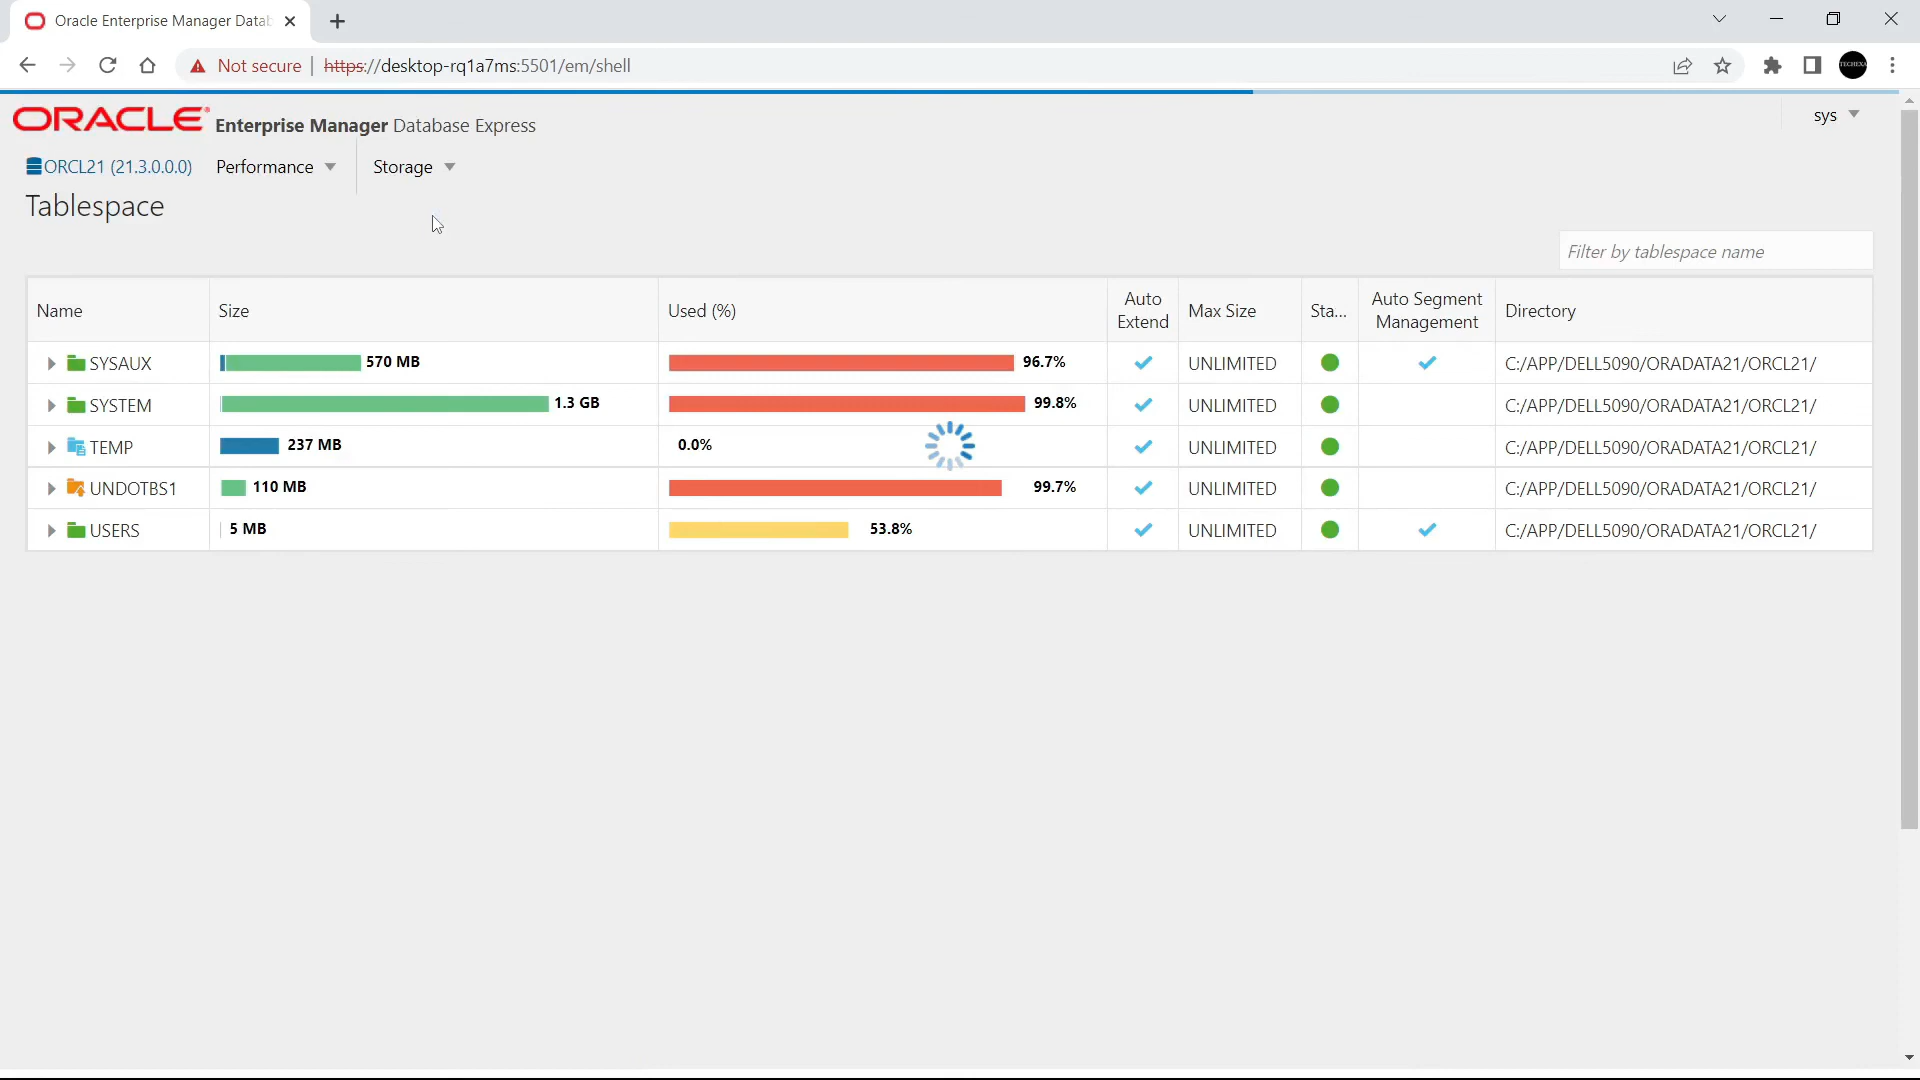 Oracle Enterprise Manager Datab
Not secure | https://desktop-rq1a7ms:5501/em/shell
TECHEXA
ORACLE Enterprise Manager Database Express
sys
ORCL21 (21.3.0.0.0) Performance Storage
Tablespace
Filter by tablespace name
Name Size Used (%) Auto Extend Max Size Sta... Auto Segment Management Directory
SYSAUX 570 MB 96.7% UNLIMITED C:/APP/DELL5090/ORADATA21/ORCL21/
SYSTEM 1.3 GB 99.8% UNLIMITED C:/APP/DELL5090/ORADATA21/ORCL21/
TEMP 237 MB 0.0% UNLIMITED C:/APP/DELL5090/ORADATA21/ORCL21/
UNDOTBS1 110 MB 99.7% UNLIMITED C:/APP/DELL5090/ORADATA21/ORCL21/
USERS 5 MB 53.8% UNLIMITED C:/APP/DELL5090/ORADATA21/ORCL21/